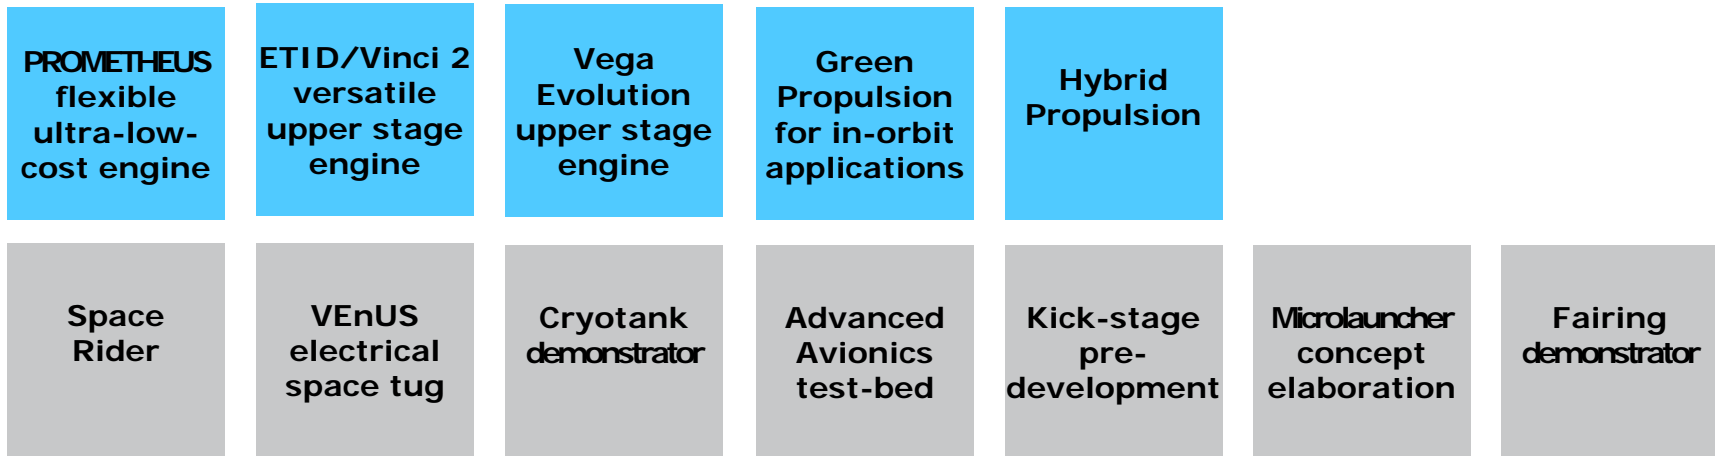 PROMETHEUS
flexible
ultra-low-
cost engine
ETID/Vinci 2
versatile
upper stage
engine
Vega
Evolution
upper stage
engine
Green
Propulsion
for in-orbit
applications
Hybrid
Propulsion
Space
Rider
VEnUS
electrical
space tug
Cryotank
demonstrator
Advanced
Avionics
test-bed
Kick-stage
pre-
development
Microlauncher
concept
elaboration
Fairing
demonstrator